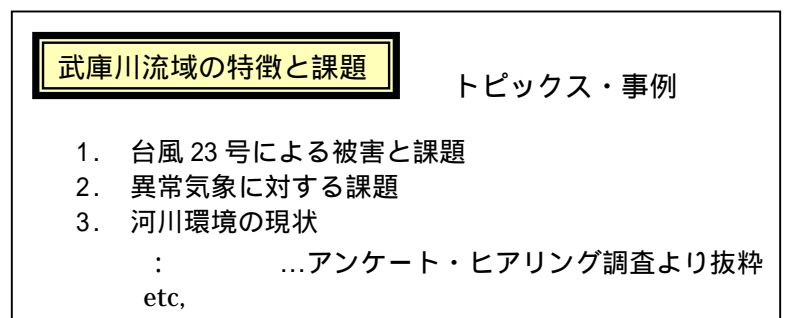 武庫川流域の特徴と課題
トピックス・事例
1. 台風 23 号による被害と課題
2. 異常気象に対する課題
3. 河川環境の現状
: …アンケート・ヒアリング調査より抜粋
etc,